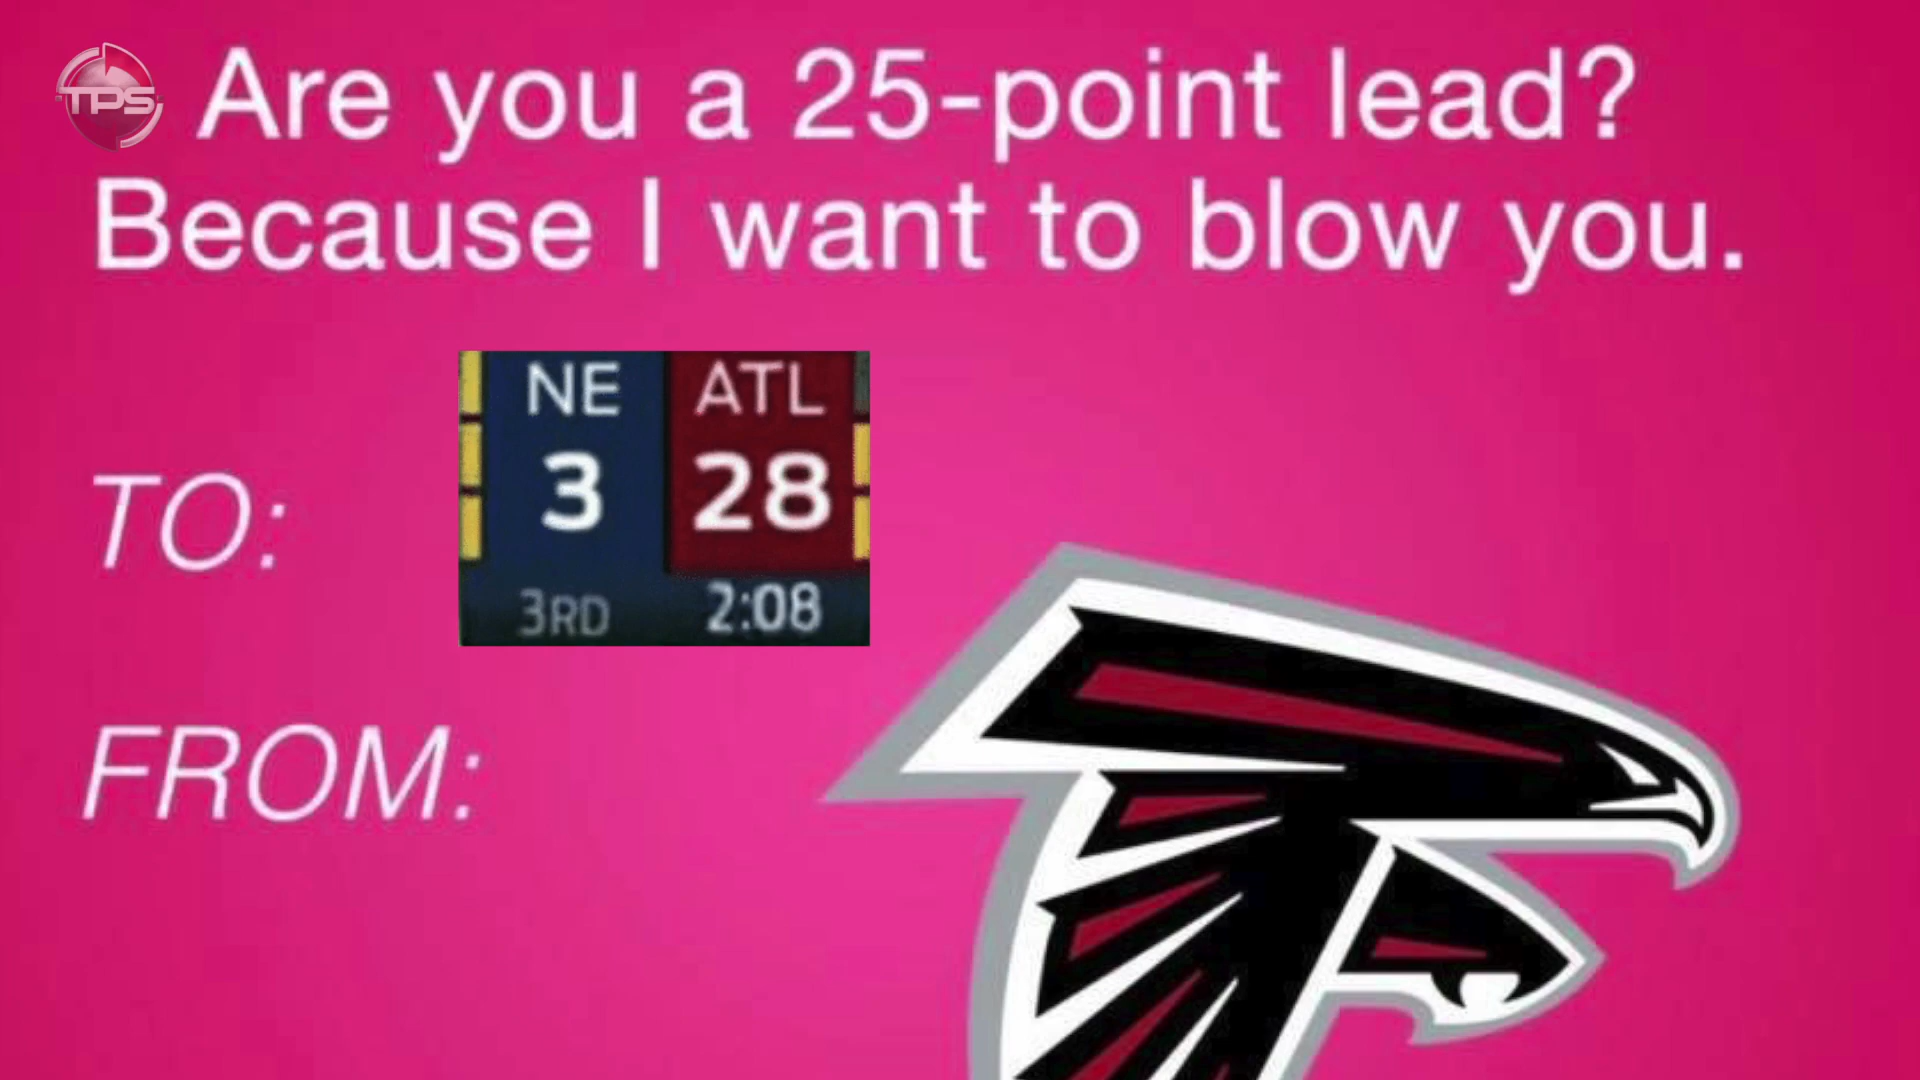 TPS
Are you a 25-point lead?
Because I want to blow you.
NE ATL
3 28
3RD 2:08
TO:
FROM: